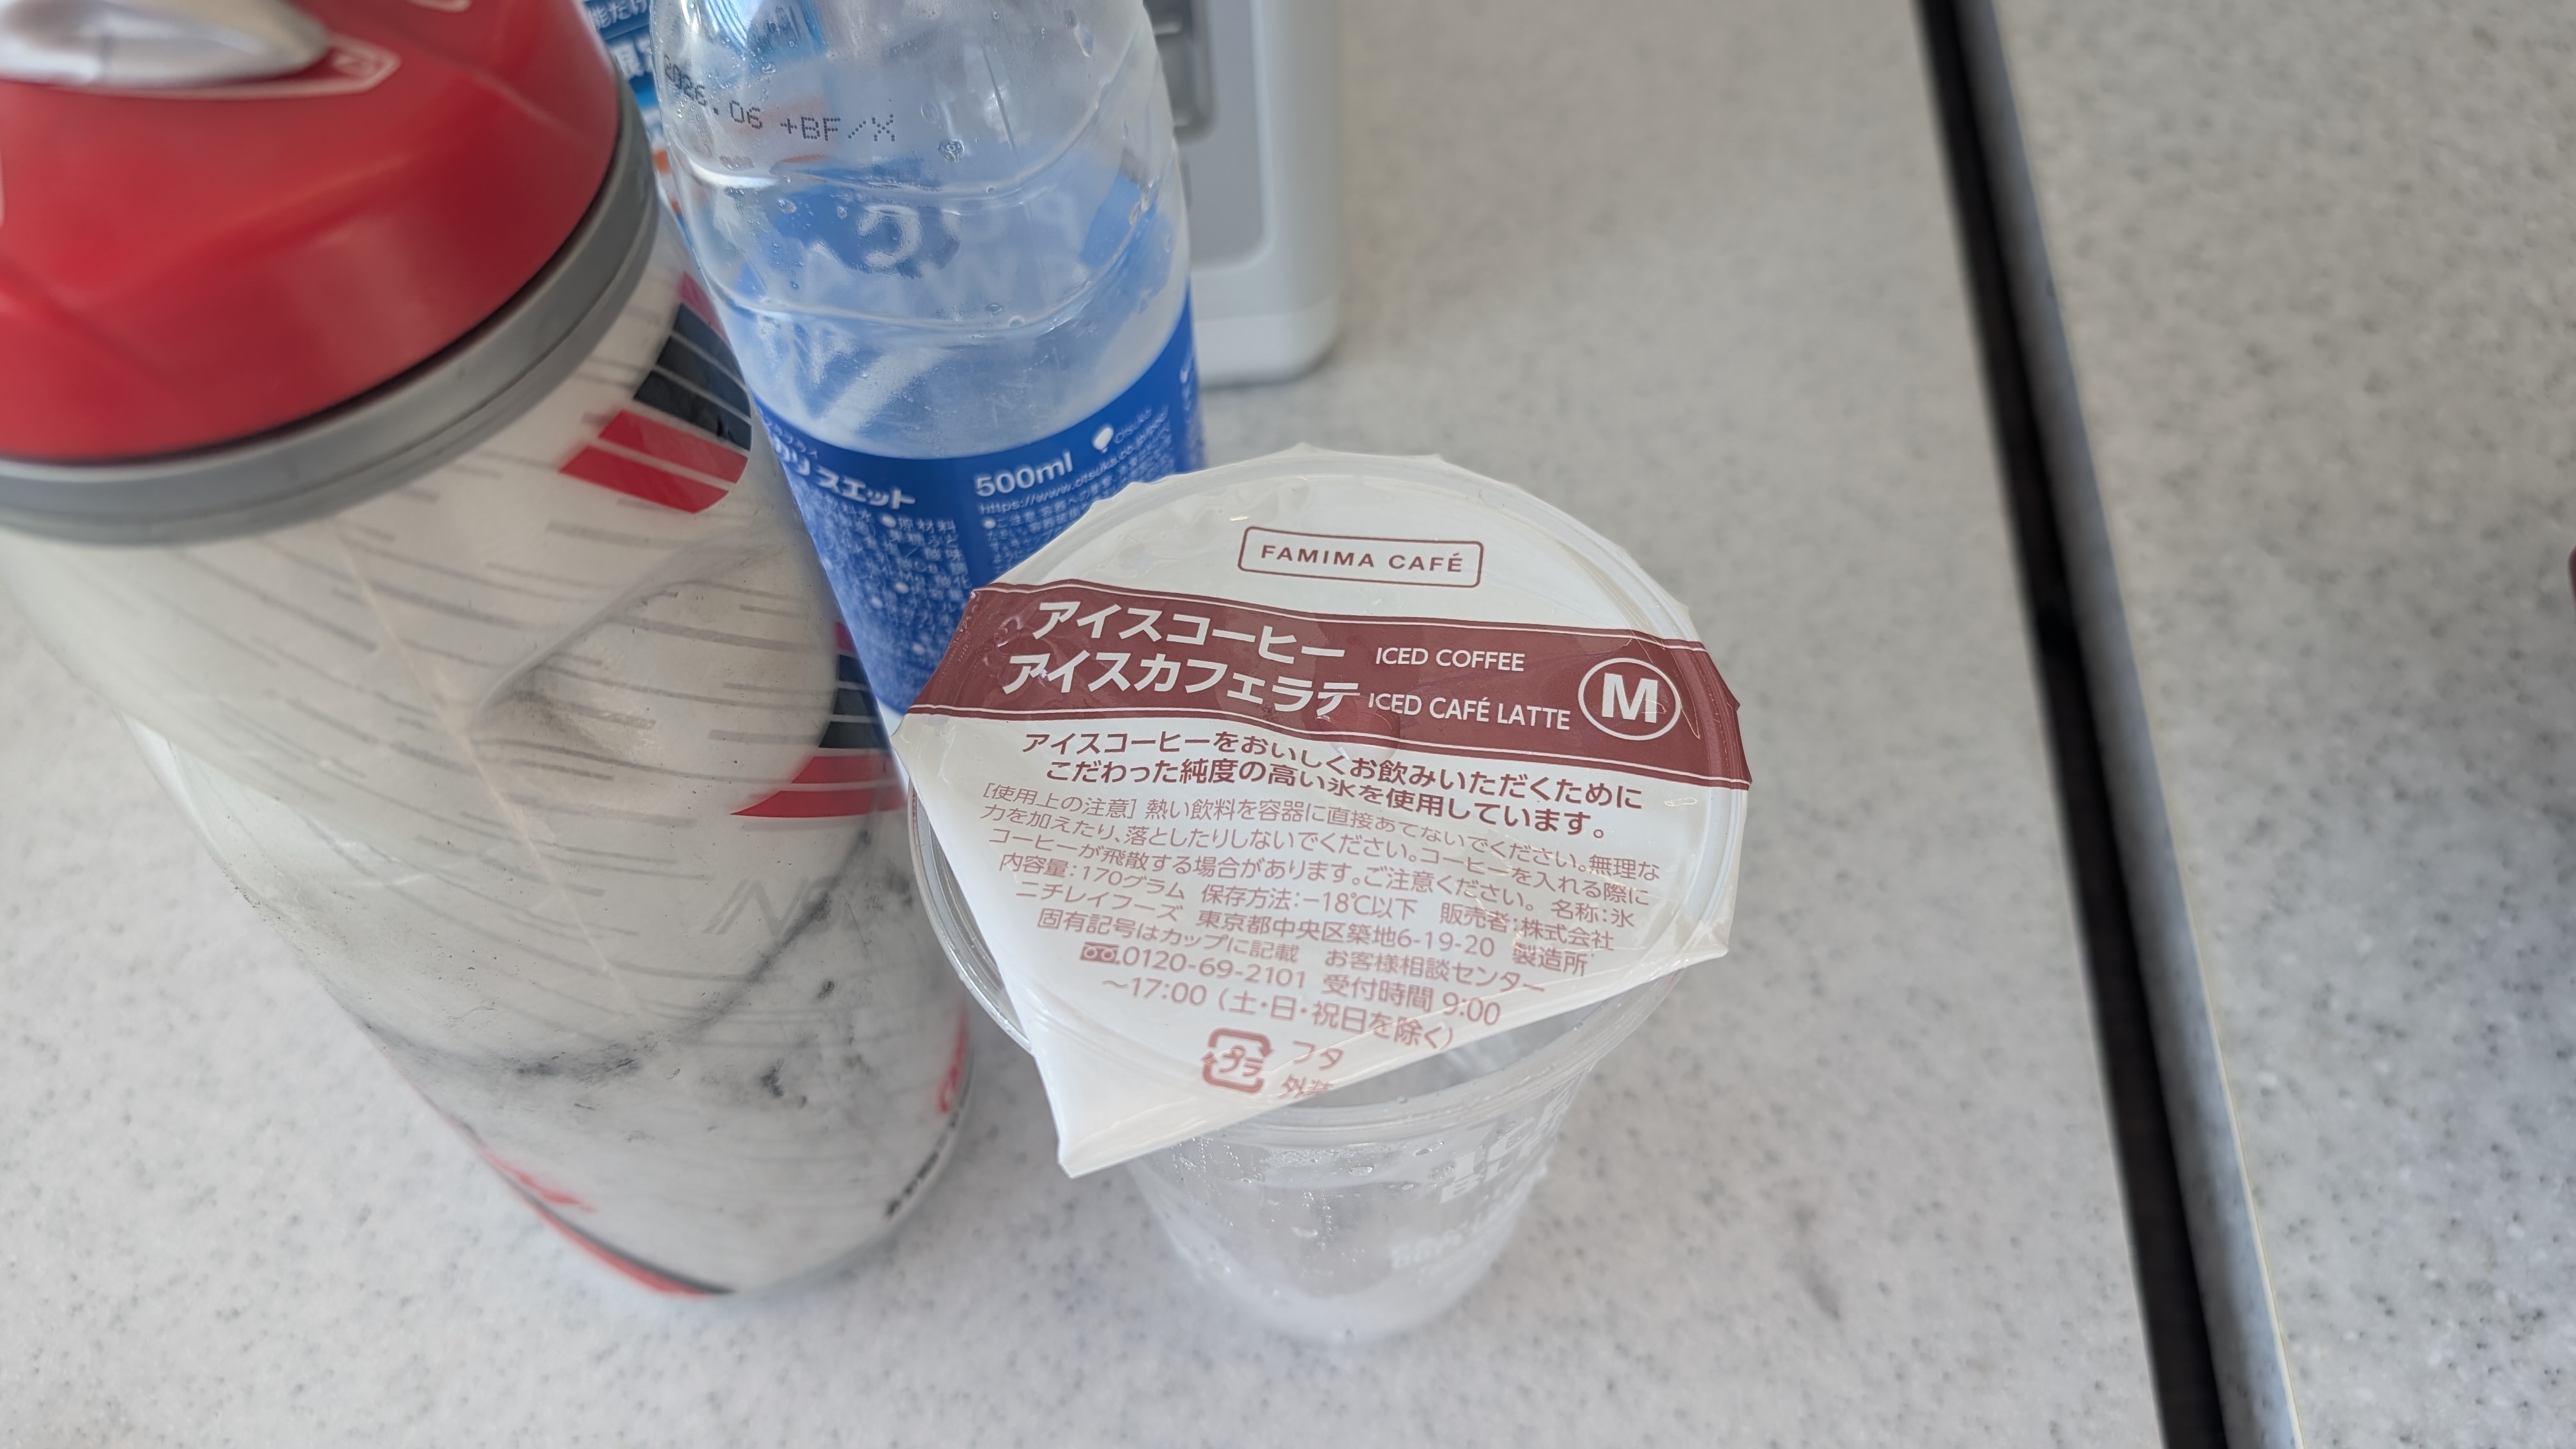 2026.06 +BF/X
スエット
500ml
Otsuka
●原材料
FAMIMA CAFÉ
アイスコーヒー ICED COFFEE
アイスカフェラテ ICED CAFÉ LATTE
M
アイスコーヒーをおいしくお飲みいただくために
こだわった純度の高い氷を使用しています。
[使用上の注意] 熱い飲料を容器に直接あてないでください。無理な
力を加えたり、落としたりしないでください。コーヒーを入れる際に
コーヒーが飛散する場合があります。ご注意ください。 名称:氷
内容量:170グラム 保存方法:−18℃以下 販売者:株式会社
ニチレイフーズ 東京都中央区築地6-19-20 製造所
固有記号はカップに記載 お客様相談センター
0120-69-2101 受付時間 9:00
~17:00 (土・日・祝日を除く)
プラ フタ
外装